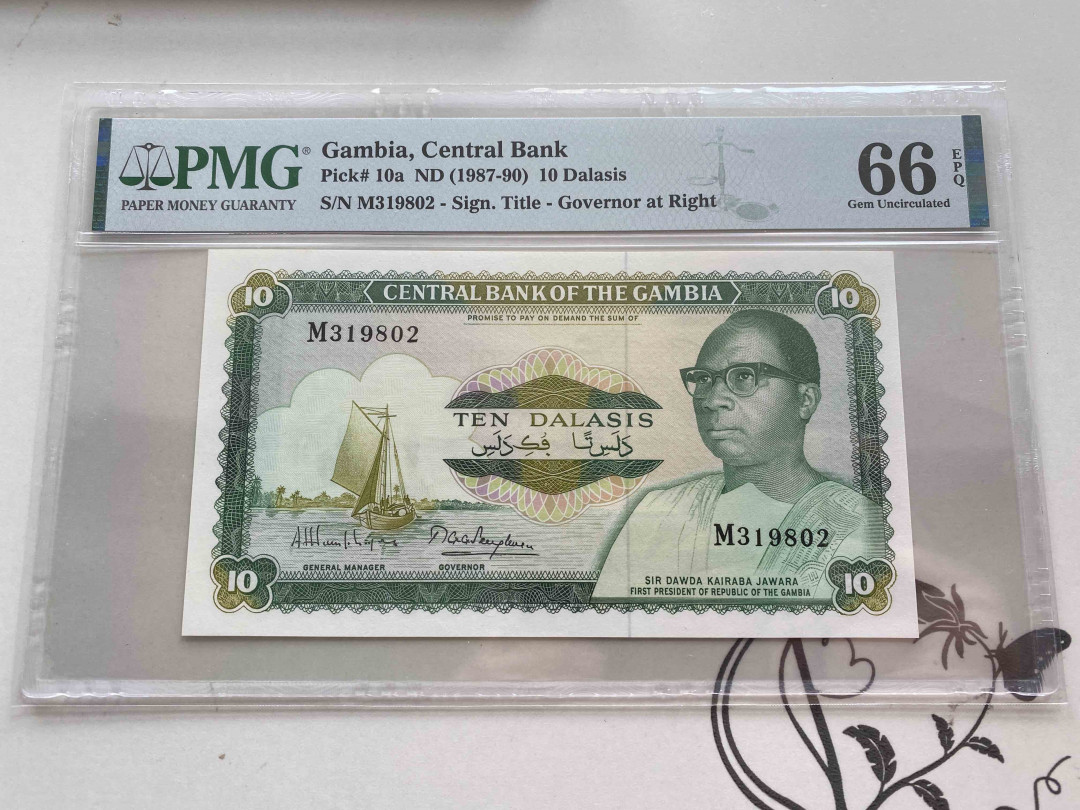 PMG®
PAPER MONEY GUARANTY
Gambia, Central Bank
Pick# 10a ND (1987-90) 10 Dalasis
S/N M319802 - Sign. Title - Governor at Right
66
EPQ
Gem Uncirculated
10
CENTRAL BANK OF THE GAMBIA
10
PROMISE TO PAY ON DEMAND THE SUM OF
M319802
TEN DALASIS
M319802
GENERAL MANAGER
GOVERNOR
SIR DAWDA KAIRABA JAWARA
FIRST PRESIDENT OF REPUBLIC OF THE GAMBIA
10
10